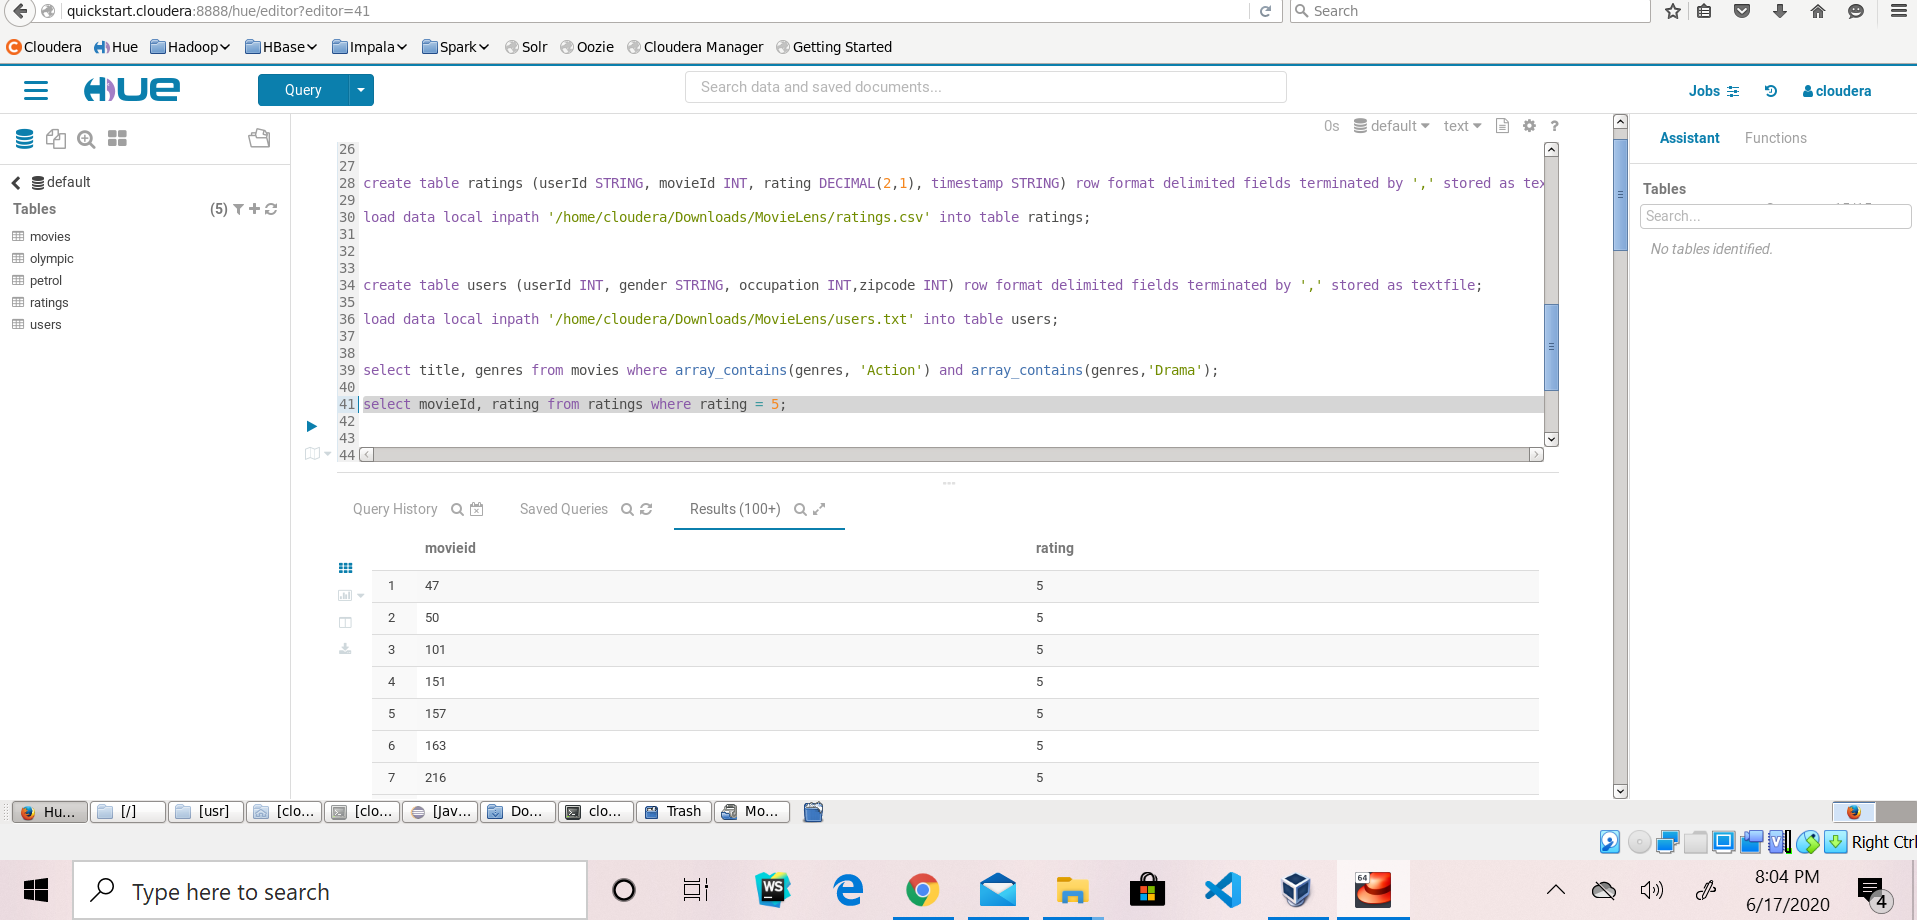 quickstart.cloudera:8888/hue/editor?editor=41
Search
Cloudera Hue Hadoop HBase Impala Spark Solr Oozie Cloudera Manager Getting Started
HUE
Query
Search data and saved documents...
Jobs cloudera
0s default text ?
Assistant Functions
default
Tables (5)
movies
olympic
petrol
ratings
users
26
27
28 create table ratings (userId STRING, movieId INT, rating DECIMAL(2,1), timestamp STRING) row format delimited fields terminated by ',' stored as tex
29
30 load data local inpath '/home/cloudera/Downloads/MovieLens/ratings.csv' into table ratings;
31
32
33
34 create table users (userId INT, gender STRING, occupation INT,zipcode INT) row format delimited fields terminated by ',' stored as textfile;
35
36 load data local inpath '/home/cloudera/Downloads/MovieLens/users.txt' into table users;
37
38
39 select title, genres from movies where array_contains(genres, 'Action') and array_contains(genres,'Drama');
40
41 select movieId, rating from ratings where rating = 5;
42
43
44
Tables
Search...
No tables identified.
Query History Saved Queries Results (100+)
movieid rating
1 47 5
2 50 5
3 101 5
4 151 5
5 157 5
6 163 5
7 216 5
Hu... [/] [usr] [clo... [clo... [Jav... Do... clo... Trash Mo...
Right Ctrl
Type here to search
WS
64
8:04 PM
6/17/2020
4